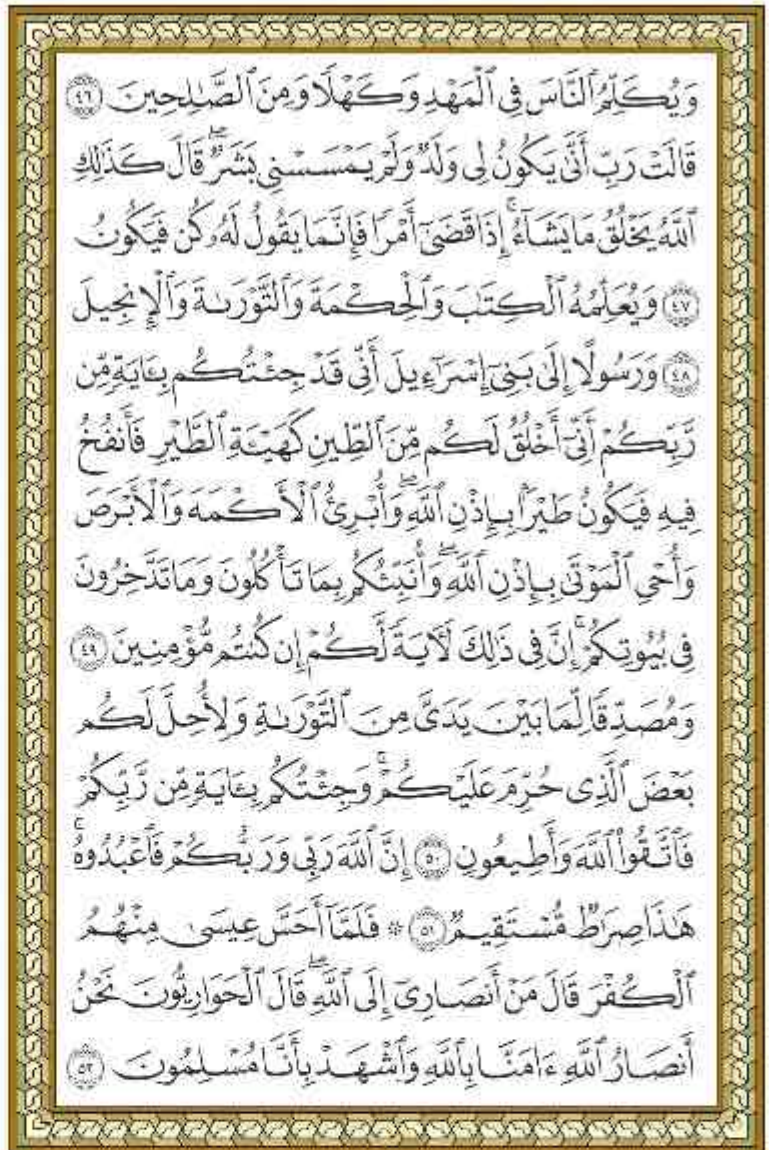 وَيُكَلِّمُ ٱلنَّاسَ فِى ٱلْمَهْدِ وَكَهْلًا وَمِنَ ٱلصَّـٰلِحِينَ ٤٦
قَالَتْ رَبِّ أَنَّىٰ يَكُونُ لِى وَلَدٌ وَلَمْ يَمْسَسْنِى بَشَرٌ ۖ قَالَ كَذَٰلِكِ
ٱللَّهُ يَخْلُقُ مَا يَشَآءُ ۚ إِذَا قَضَىٰٓ أَمْرًا فَإِنَّمَا يَقُولُ لَهُۥ كُن فَيَكُونُ
٤٧ وَيُعَلِّمُهُ ٱلْكِتَـٰبَ وَٱلْحِكْمَةَ وَٱلتَّوْرَىٰةَ وَٱلْإِنجِيلَ
٤٨ وَرَسُولًا إِلَىٰ بَنِىٓ إِسْرَٰٓءِيلَ أَنِّى قَدْ جِئْتُكُم بِـَٔايَةٍ مِّن
رَّبِّكُمْ ۖ أَنِّىٓ أَخْلُقُ لَكُم مِّنَ ٱلطِّينِ كَهَيْـَٔةِ ٱلطَّيْرِ فَأَنفُخُ
فِيهِ فَيَكُونُ طَيْرًۢا بِإِذْنِ ٱللَّهِ ۖ وَأُبْرِئُ ٱلْأَكْمَهَ وَٱلْأَبْرَصَ
وَأُحْىِ ٱلْمَوْتَىٰ بِإِذْنِ ٱللَّهِ ۖ وَأُنَبِّئُكُم بِمَا تَأْكُلُونَ وَمَا تَدَّخِرُونَ
فِى بُيُوتِكُمْ ۚ إِنَّ فِى ذَٰلِكَ لَـَٔايَةً لَّكُمْ إِن كُنتُم مُّؤْمِنِينَ ٤٩
وَمُصَدِّقًا لِّمَا بَيْنَ يَدَىَّ مِنَ ٱلتَّوْرَىٰةِ وَلِأُحِلَّ لَكُم
بَعْضَ ٱلَّذِى حُرِّمَ عَلَيْكُمْ ۚ وَجِئْتُكُم بِـَٔايَةٍ مِّن رَّبِّكُمْ
فَٱتَّقُوا۟ ٱللَّهَ وَأَطِيعُونِ ٥٠ إِنَّ ٱللَّهَ رَبِّى وَرَبُّكُمْ فَٱعْبُدُوهُ ۗ
هَـٰذَا صِرَٰطٌ مُّسْتَقِيمٌ ٥١ ۞ فَلَمَّآ أَحَسَّ عِيسَىٰ مِنْهُمُ
ٱلْكُفْرَ قَالَ مَنْ أَنصَارِىٓ إِلَى ٱللَّهِ ۖ قَالَ ٱلْحَوَارِيُّونَ نَحْنُ
أَنصَارُ ٱللَّهِ ءَامَنَّا بِٱللَّهِ وَٱشْهَدْ بِأَنَّا مُسْلِمُونَ ٥٢